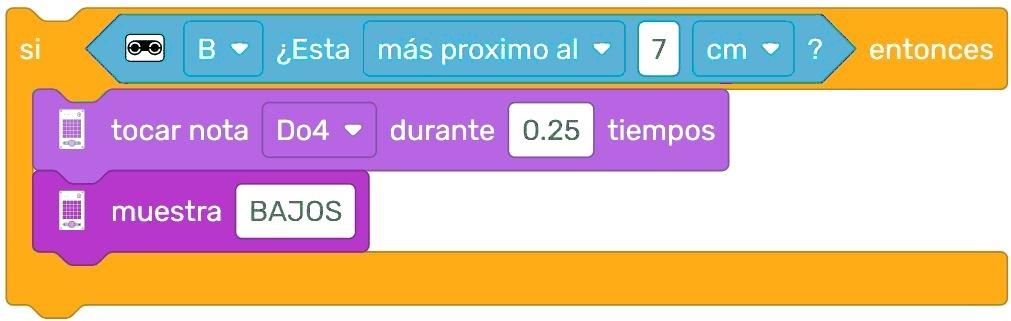 si B ¿Esta más proximo al 7 cm ? entonces
tocar nota Do4 durante 0.25 tiempos
muestra BAJOS